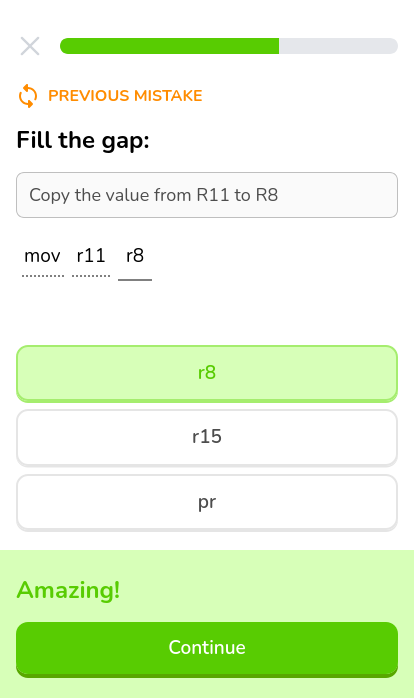 PREVIOUS MISTAKE
Fill the gap:
Copy the value from R11 to R8
mov r11 r8
r8
r15
pr
Amazing!
Continue